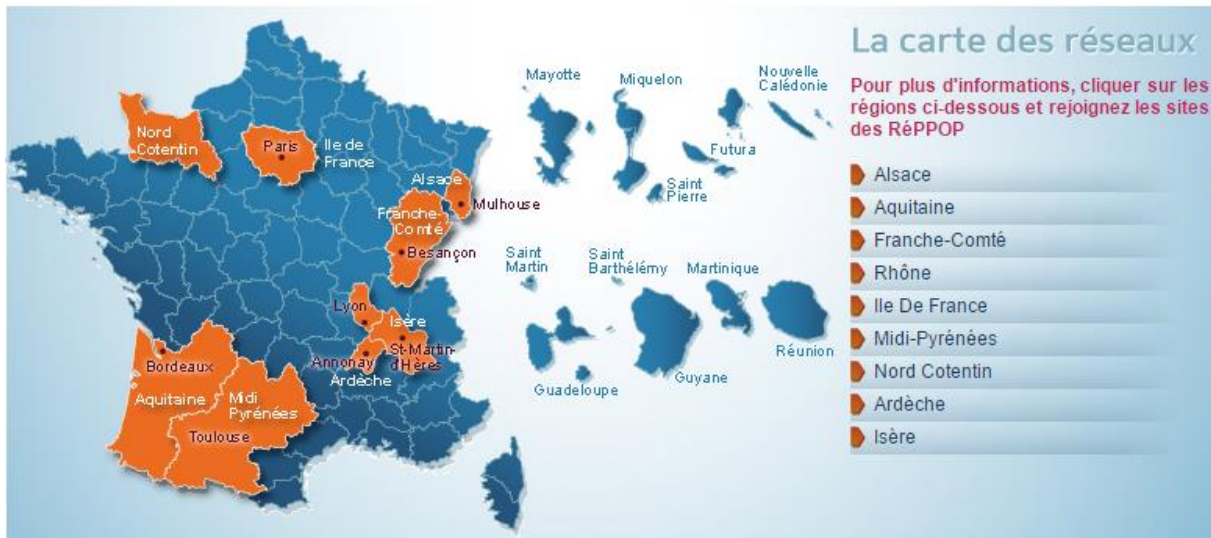 La carte des réseaux
Pour plus d'informations, cliquer sur les
régions ci-dessous et rejoignez les sites
des RéPPOP
Alsace
Aquitaine
Franche-Comté
Rhône
Ile De France
Midi-Pyrénées
Nord Cotentin
Ardèche
Isère
Nord
Cotentin
Paris
Ile de
France
Alsace
Mulhouse
Franche-
Comté
Besançon
Lyon
Isère
Annonay
St-Martin-
d'Hères
Ardèche
Bordeaux
Aquitaine
Midi
Pyrénées
Toulouse
Mayotte
Miquelon
Nouvelle
Calédonie
Futura
Saint
Pierre
Saint
Martin
Saint
Barthélémy
Martinique
Guadeloupe
Guyane
Réunion